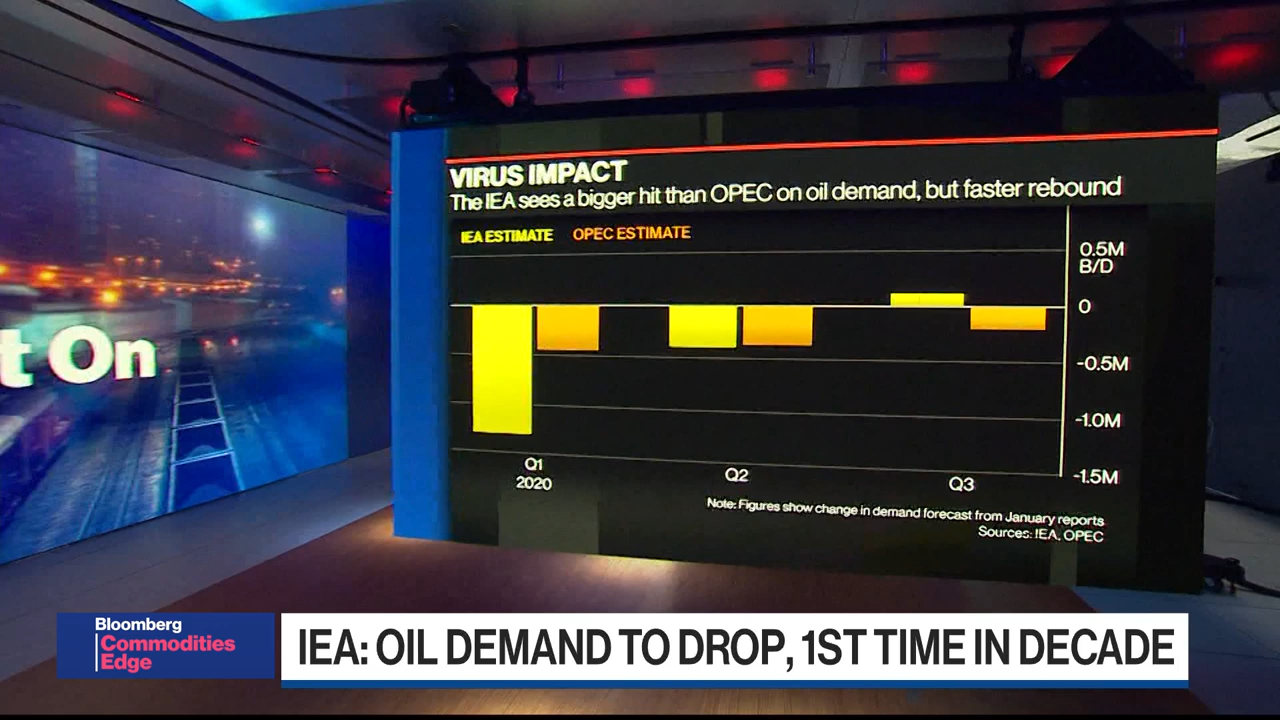 t On
VIRUS IMPACT
The IEA sees a bigger hit than OPEC on oil demand, but faster rebound
IEA ESTIMATE OPEC ESTIMATE
0.5M
B/D
0
-0.5M
-1.0M
-1.5M
Q1 Q2 Q3
2020
Note: Figures show change in demand forecast from January reports
Sources: IEA, OPEC
Bloomberg
Commodities
Edge
IEA: OIL DEMAND TO DROP, 1ST TIME IN DECADE